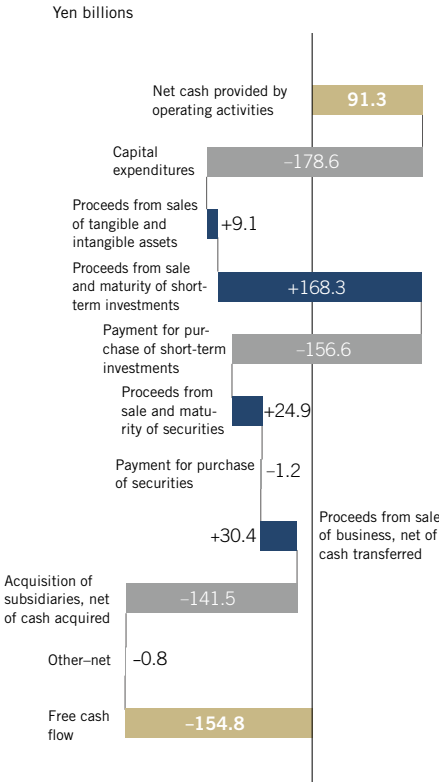 Yen billions
Net cash provided by
operating activities
91.3
Capital
expenditures
–178.6
Proceeds from sales
of tangible and
intangible assets
+9.1
Proceeds from sale
and maturity of short-
term investments
+168.3
Payment for pur-
chase of short-term
investments
–156.6
Proceeds from
sale and matu-
rity of securities
+24.9
Payment for purchase
of securities
–1.2
+30.4
Proceeds from sale
of business, net of
cash transferred
Acquisition of
subsidiaries, net
of cash acquired
–141.5
Other–net
–0.8
Free cash
flow
–154.8